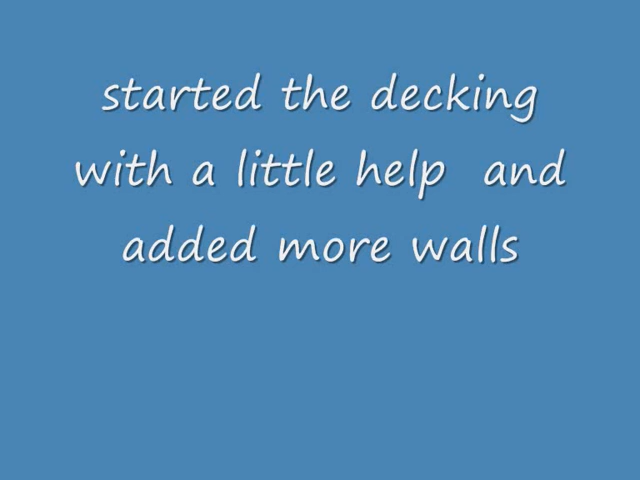 started the decking
with a little help  and
added more walls